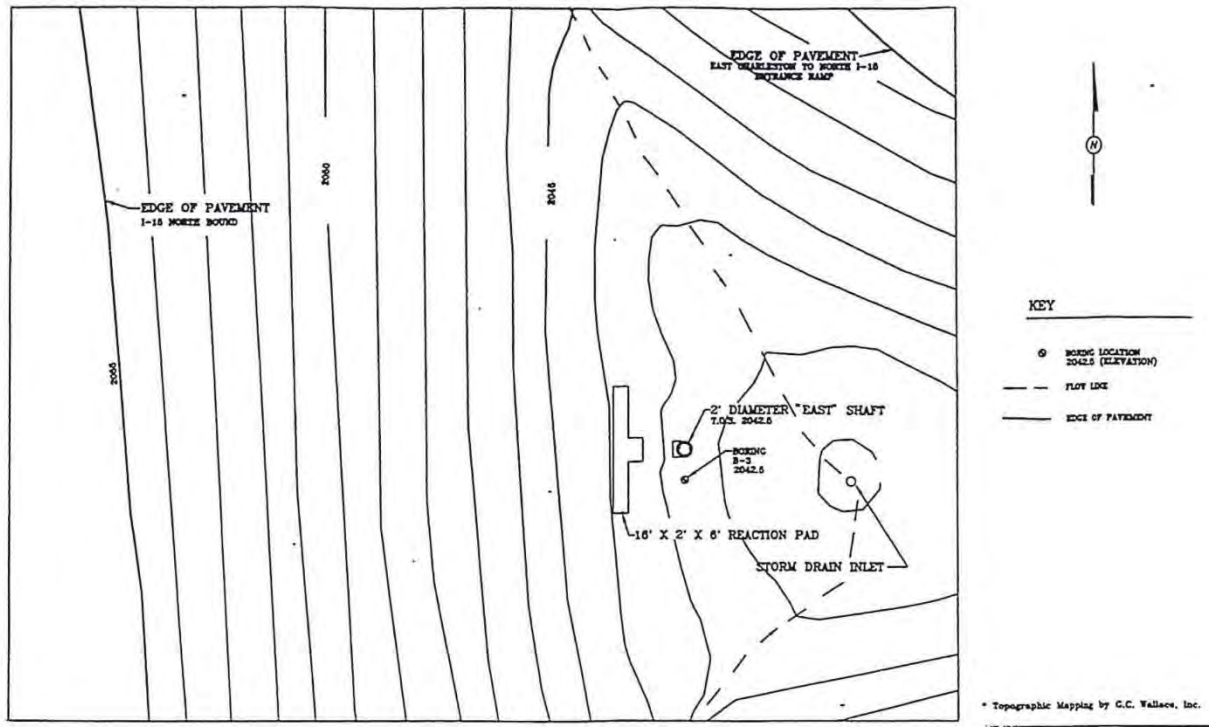 EDGE OF PAVEMENT
EAST CHARLESTON TO NORTH I-15
ENTRANCE RAMP
N
2050
2045
EDGE OF PAVEMENT
I-15 NORTH BOUND
2055
KEY
BORING LOCATION
2042.5 (ELEVATION)
FLOW LINE
EDGE OF PAVEMENT
2' DIAMETER "EAST" SHAFT
T.O.S. 2042.5
BORING
B-3
2042.5
16' X 2' X 6' REACTION PAD
STORM DRAIN INLET
* Topographic Mapping by G.C. Wallace, Inc.